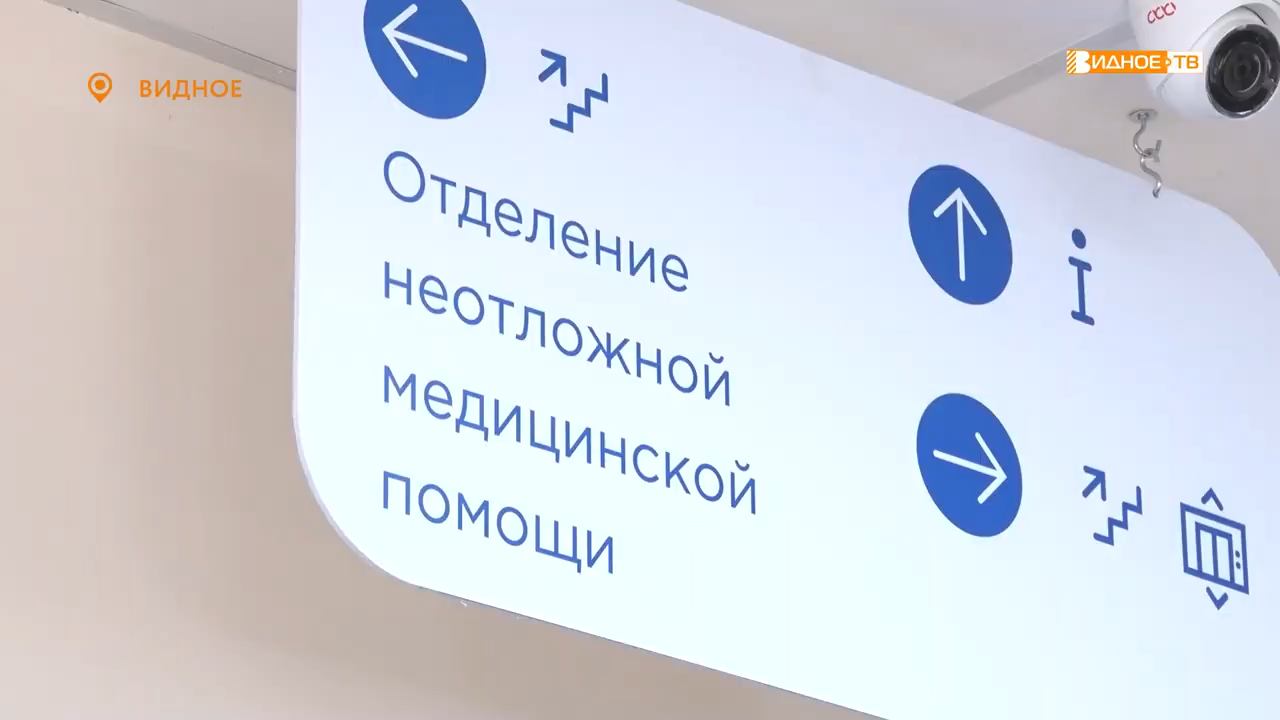 ВИДНОЕ
ВИДНОЕ ТВ
Отделение
неотложной
медицинской
помощи
i